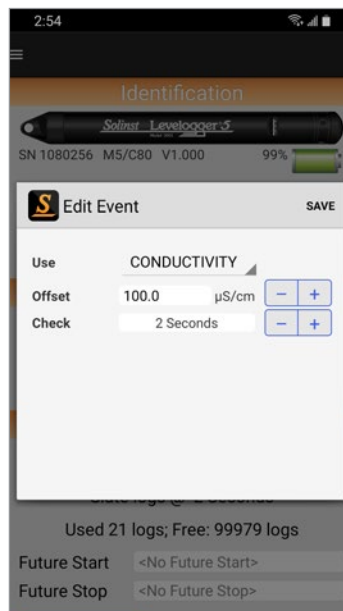 2:54
Identification
Solinst Levelogger 5
SN 1080256 M5/C80 V1.000 99%
S Edit Event SAVE
Use CONDUCTIVITY
Offset 100.0 µS/cm − +
Check 2 Seconds − +
Used 21 logs; Free: 99979 logs
Future Start <No Future Start>
Future Stop <No Future Stop>